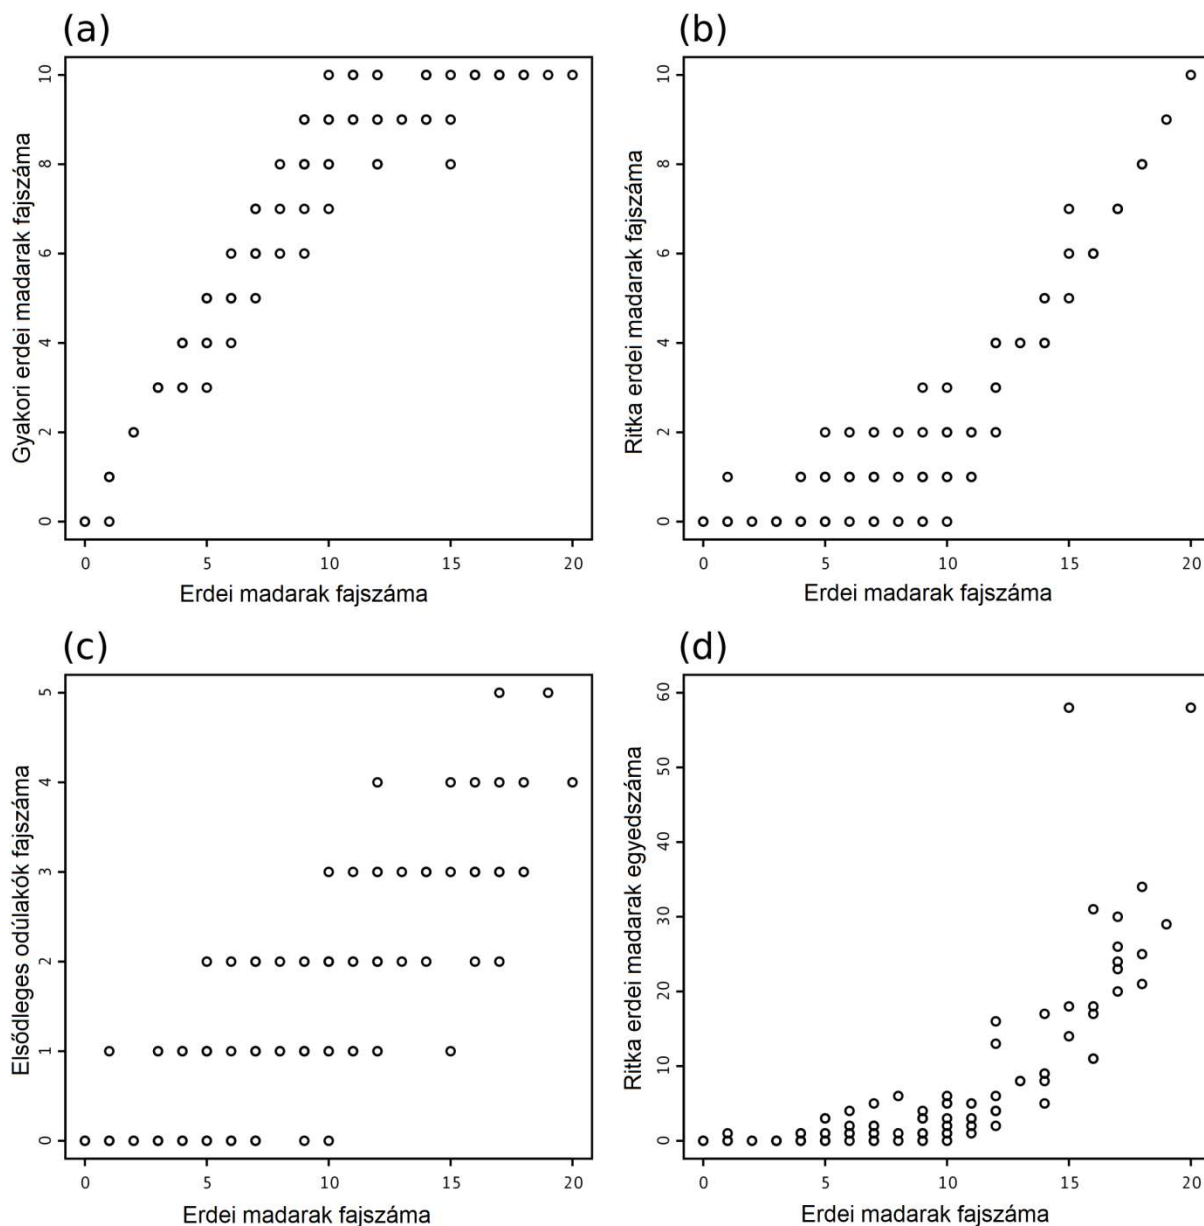 (a)
Gyakori erdei madarak fajszáma
10
8
6
4
2
0
0 5 10 15 20
Erdei madarak fajszáma
(b)
Ritka erdei madarak fajszáma
10
8
6
4
2
0
0 5 10 15 20
Erdei madarak fajszáma
(c)
Elsődleges odúlakók fajszáma
5
4
3
2
1
0
0 5 10 15 20
Erdei madarak fajszáma
(d)
Ritka erdei madarak egyedszáma
60
50
40
30
20
10
0
0 5 10 15 20
Erdei madarak fajszáma